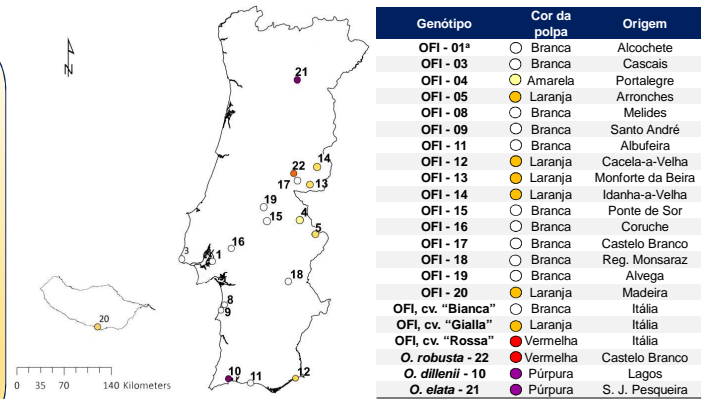 N
21
22
14
17
13
19
15
4
5
16
3
1
18
8
9
20
10
11
12
0 35 70 140 Kilometers
Genótipo Cor da polpa Origem
OFI - 01ª Branca Alcochete
OFI - 03 Branca Cascais
OFI - 04 Amarela Portalegre
OFI - 05 Laranja Arronches
OFI - 08 Branca Melides
OFI - 09 Branca Santo André
OFI - 11 Branca Albufeira
OFI - 12 Laranja Cacela-a-Velha
OFI - 13 Laranja Monforte da Beira
OFI - 14 Laranja Idanha-a-Velha
OFI - 15 Branca Ponte de Sor
OFI - 16 Branca Coruche
OFI - 17 Branca Castelo Branco
OFI - 18 Branca Reg. Monsaraz
OFI - 19 Branca Alvega
OFI - 20 Laranja Madeira
OFI, cv. “Bianca” Branca Itália
OFI, cv. “Gialla” Laranja Itália
OFI, cv. “Rossa” Vermelha Itália
O. robusta - 22 Vermelha Castelo Branco
O. dillenii - 10 Púrpura Lagos
O. elata - 21 Púrpura S. J. Pesqueira